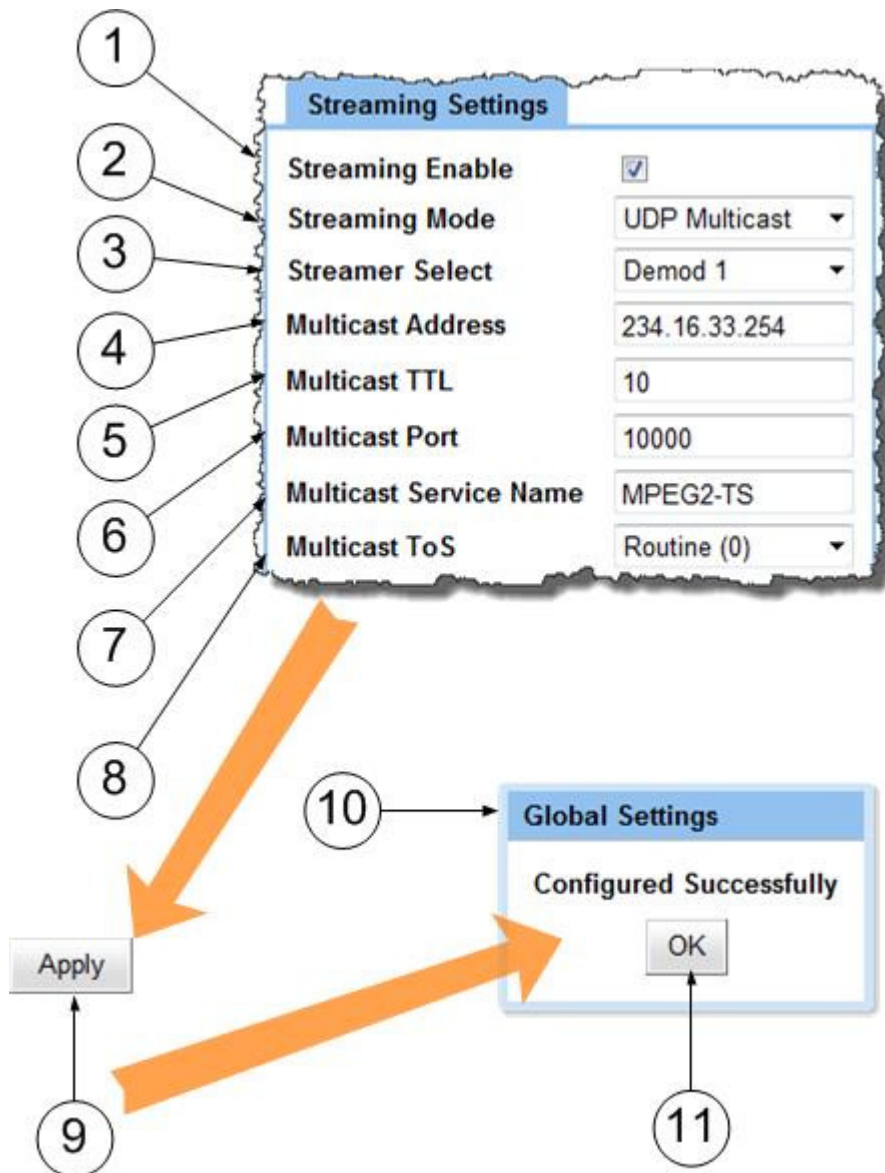 1
Streaming Settings
2
Streaming Enable
Streaming Mode UDP Multicast
3
Streamer Select Demod 1
4
Multicast Address 234.16.33.254
5
Multicast TTL 10
6
Multicast Port 10000
7
Multicast Service Name MPEG2-TS
8
Multicast ToS Routine (0)
10
Global Settings
Configured Successfully
OK
Apply
9
11